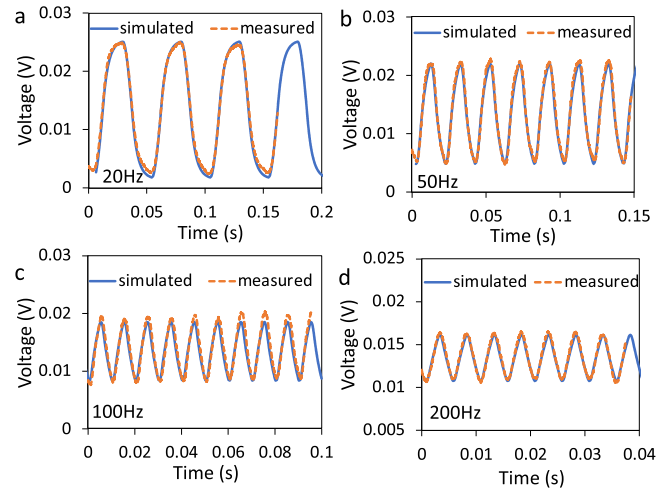 a
simulated measured
Voltage (V)
0.03
0.02
0.01
0
20Hz
0 0.05 0.1 0.15 0.2
Time (s)
b
simulated measured
Voltage (V)
0.03
0.02
0.01
0
50Hz
0 0.05 0.1 0.15
Time (s)
c
simulated measured
Voltage (V)
0.03
0.02
0.01
0
100Hz
0 0.02 0.04 0.06 0.08 0.1
Time (s)
d
simulated measured
Voltage (V)
0.025
0.02
0.015
0.01
0.005
200Hz
0 0.01 0.02 0.03 0.04
Time (s)